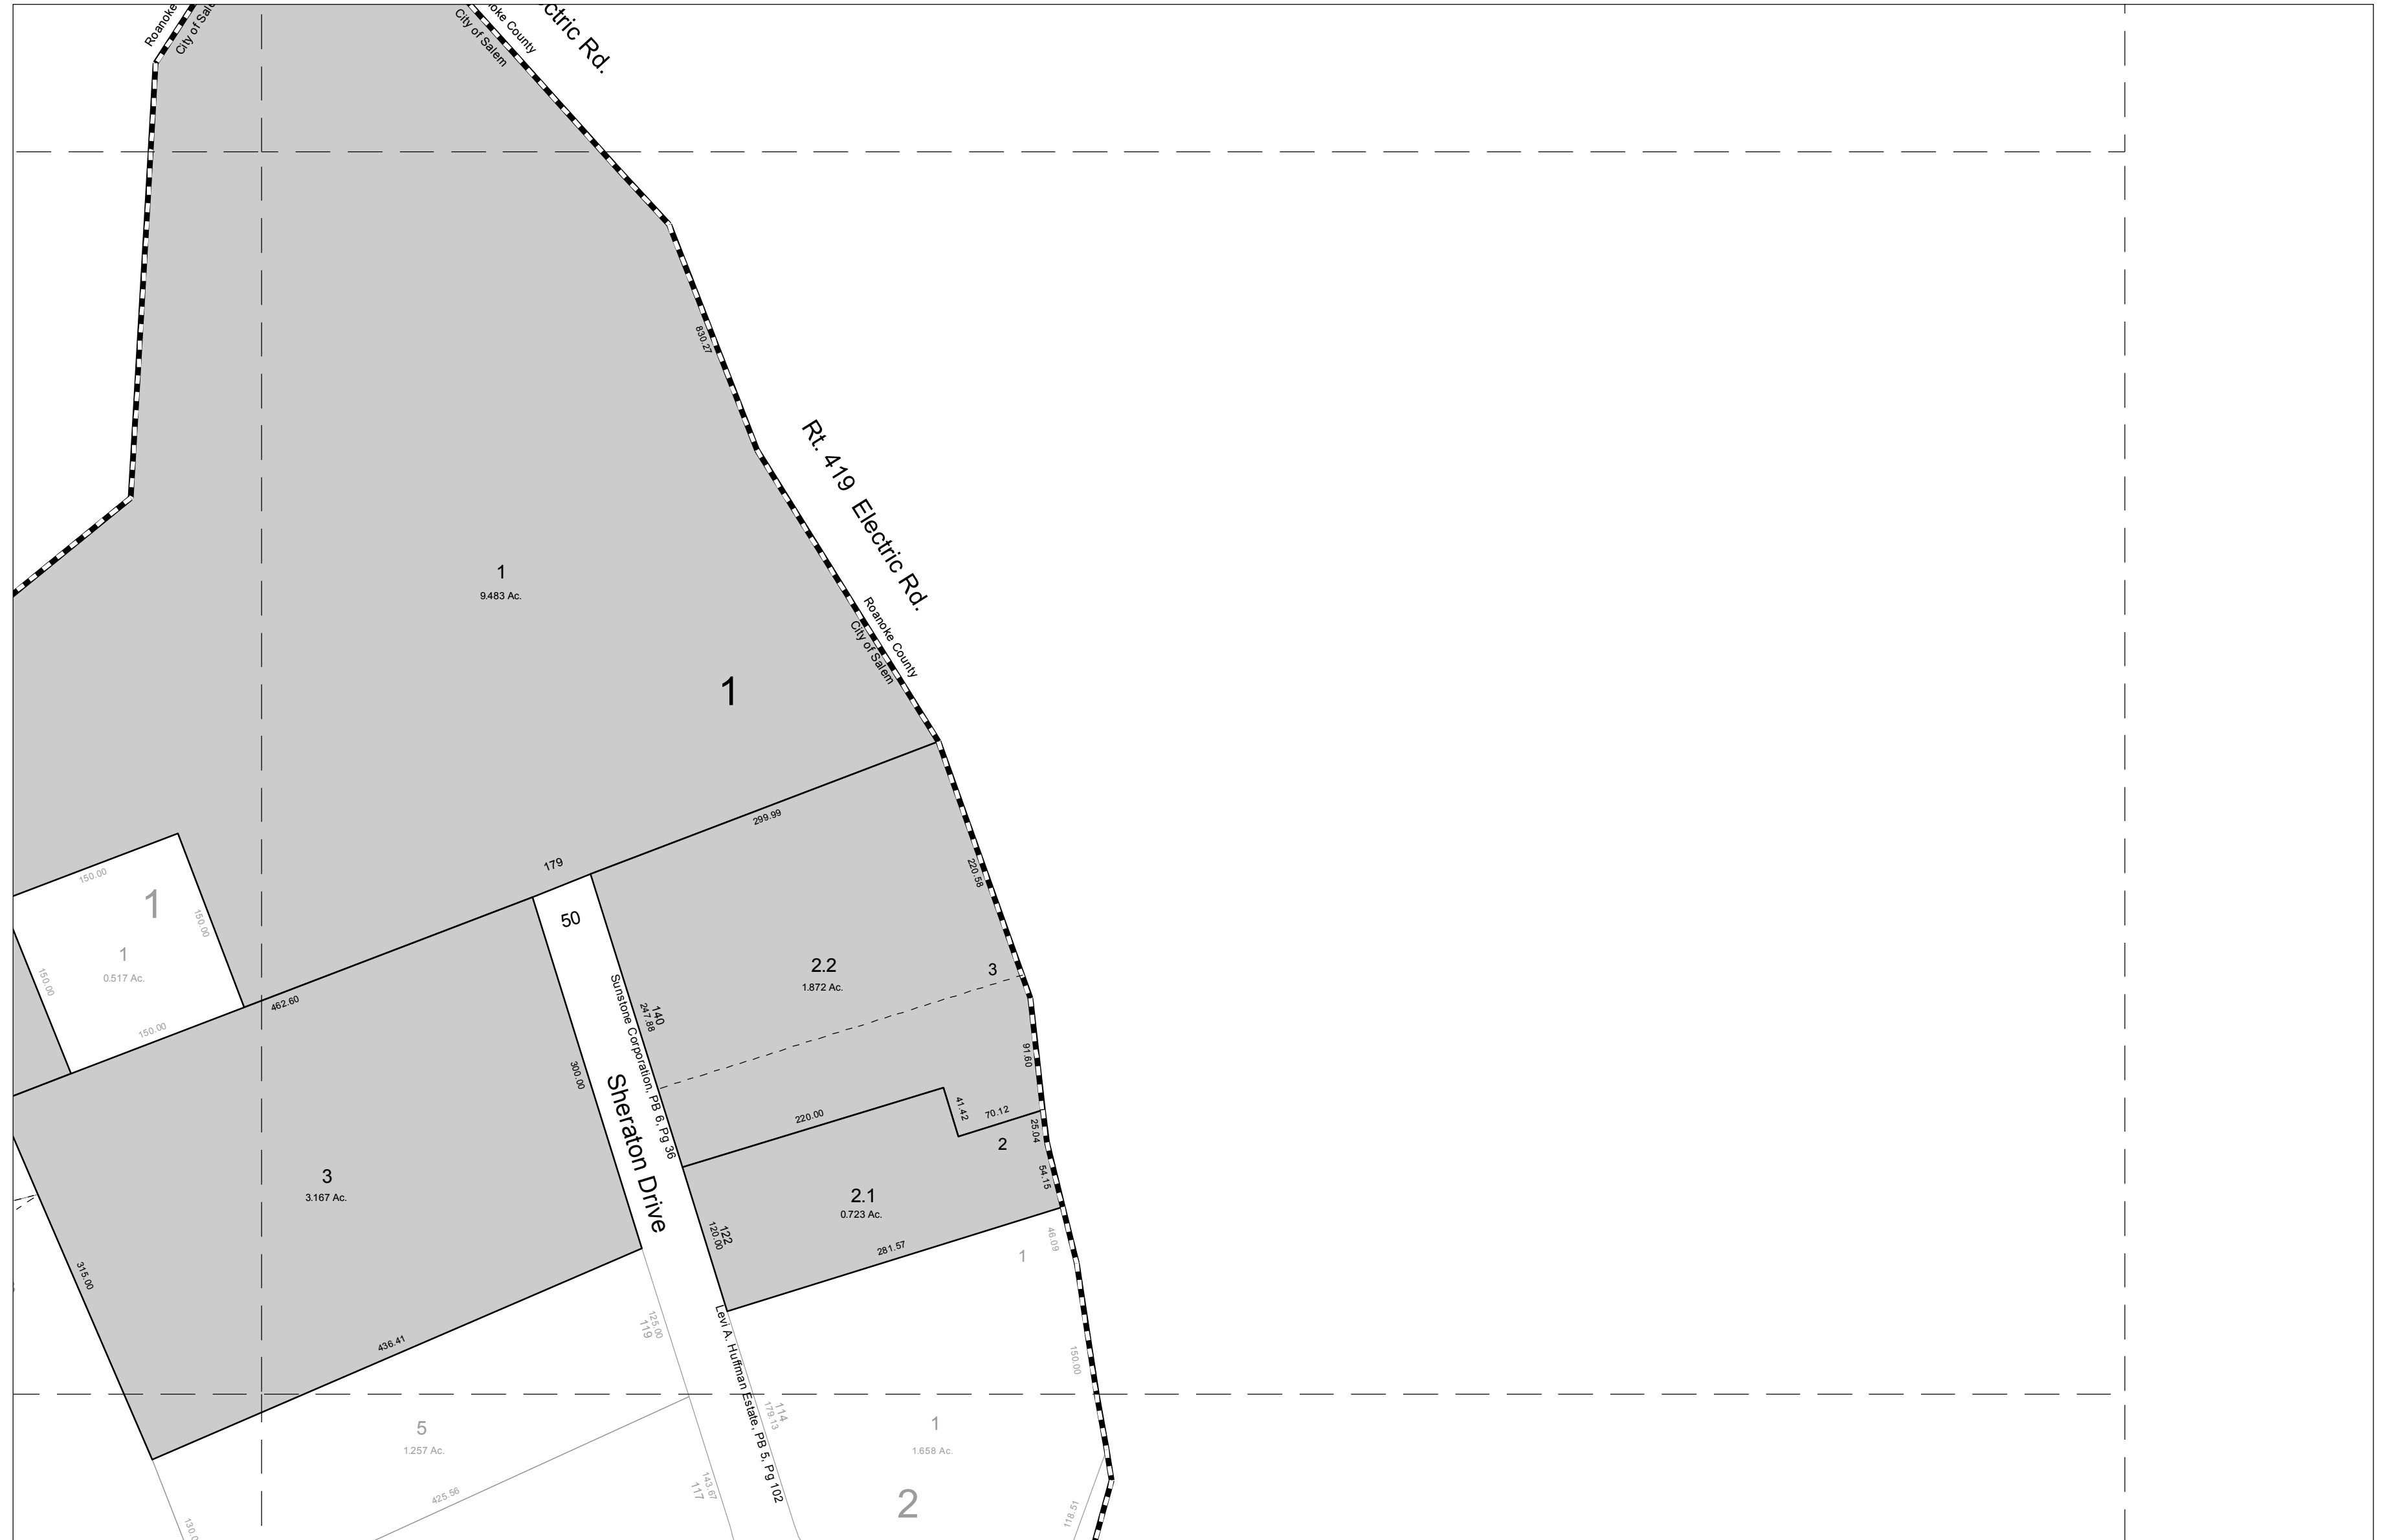 Roanoke
City of Sale
oke County
City of Salem
ctric Rd.
830.27
Rt. 419 Electric Rd.
Roanoke County
City of Salem
1
9.483 Ac.
1
299.99
179
462.60
150.00
1
150.00
1
0.517 Ac.
150.00
150.00
50
220.58
2.2
1.872 Ac.
3
140
247.88
Sunstone Corporation, PB 6, Pg 36
Sheraton Drive
300.00
91.60
220.00
41.42
70.12
25.04
2
54.15
3
3.167 Ac.
2.1
0.723 Ac.
122
120.00
281.57
46.09
1
315.00
436.41
125.00
119
Levi A. Huffman Estate, PB 5, Pg 102
150.00
114
179.13
5
1.257 Ac.
1
1.658 Ac.
425.56
143.67
117
2
118.51
130.0